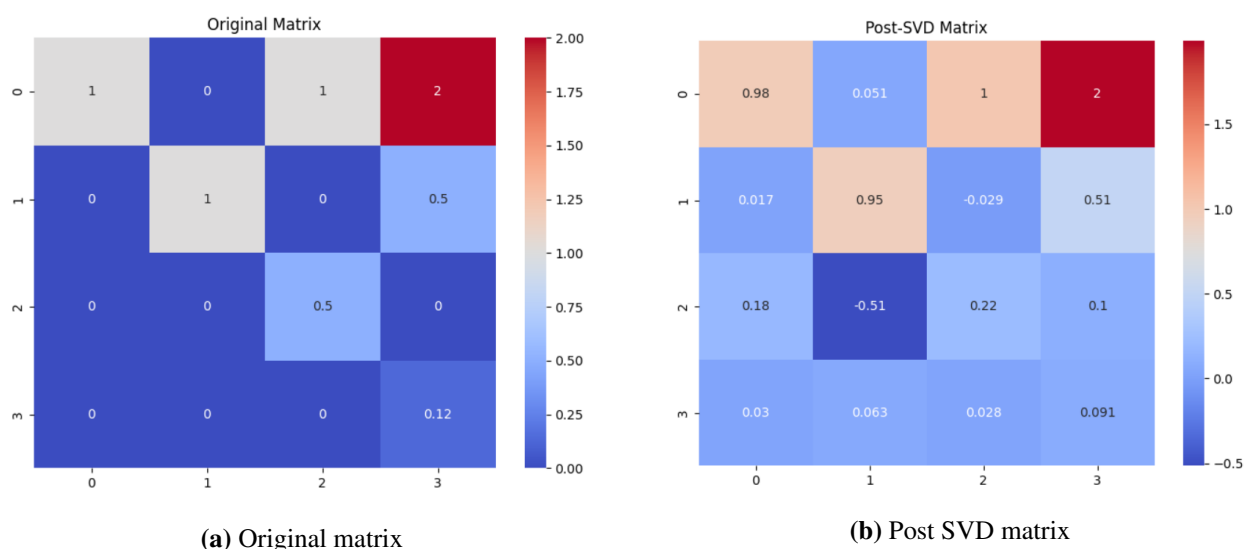 Original Matrix
0 1 0 1 2 2.00
1 0 1 0 0.5 1.75
2 0 0 0.5 0 1.50
3 0 0 0 0.12 1.25
1.00
0.75
0.50
0.25
0.00
0 1 2 3
(a) Original matrix
Post-SVD Matrix
0 0.98 0.051 1 2
1 0.017 0.95 -0.029 0.51
2 0.18 -0.51 0.22 0.1
3 0.03 0.063 0.028 0.091
1.5
1.0
0.5
0.0
−0.5
0 1 2 3
(b) Post SVD matrix